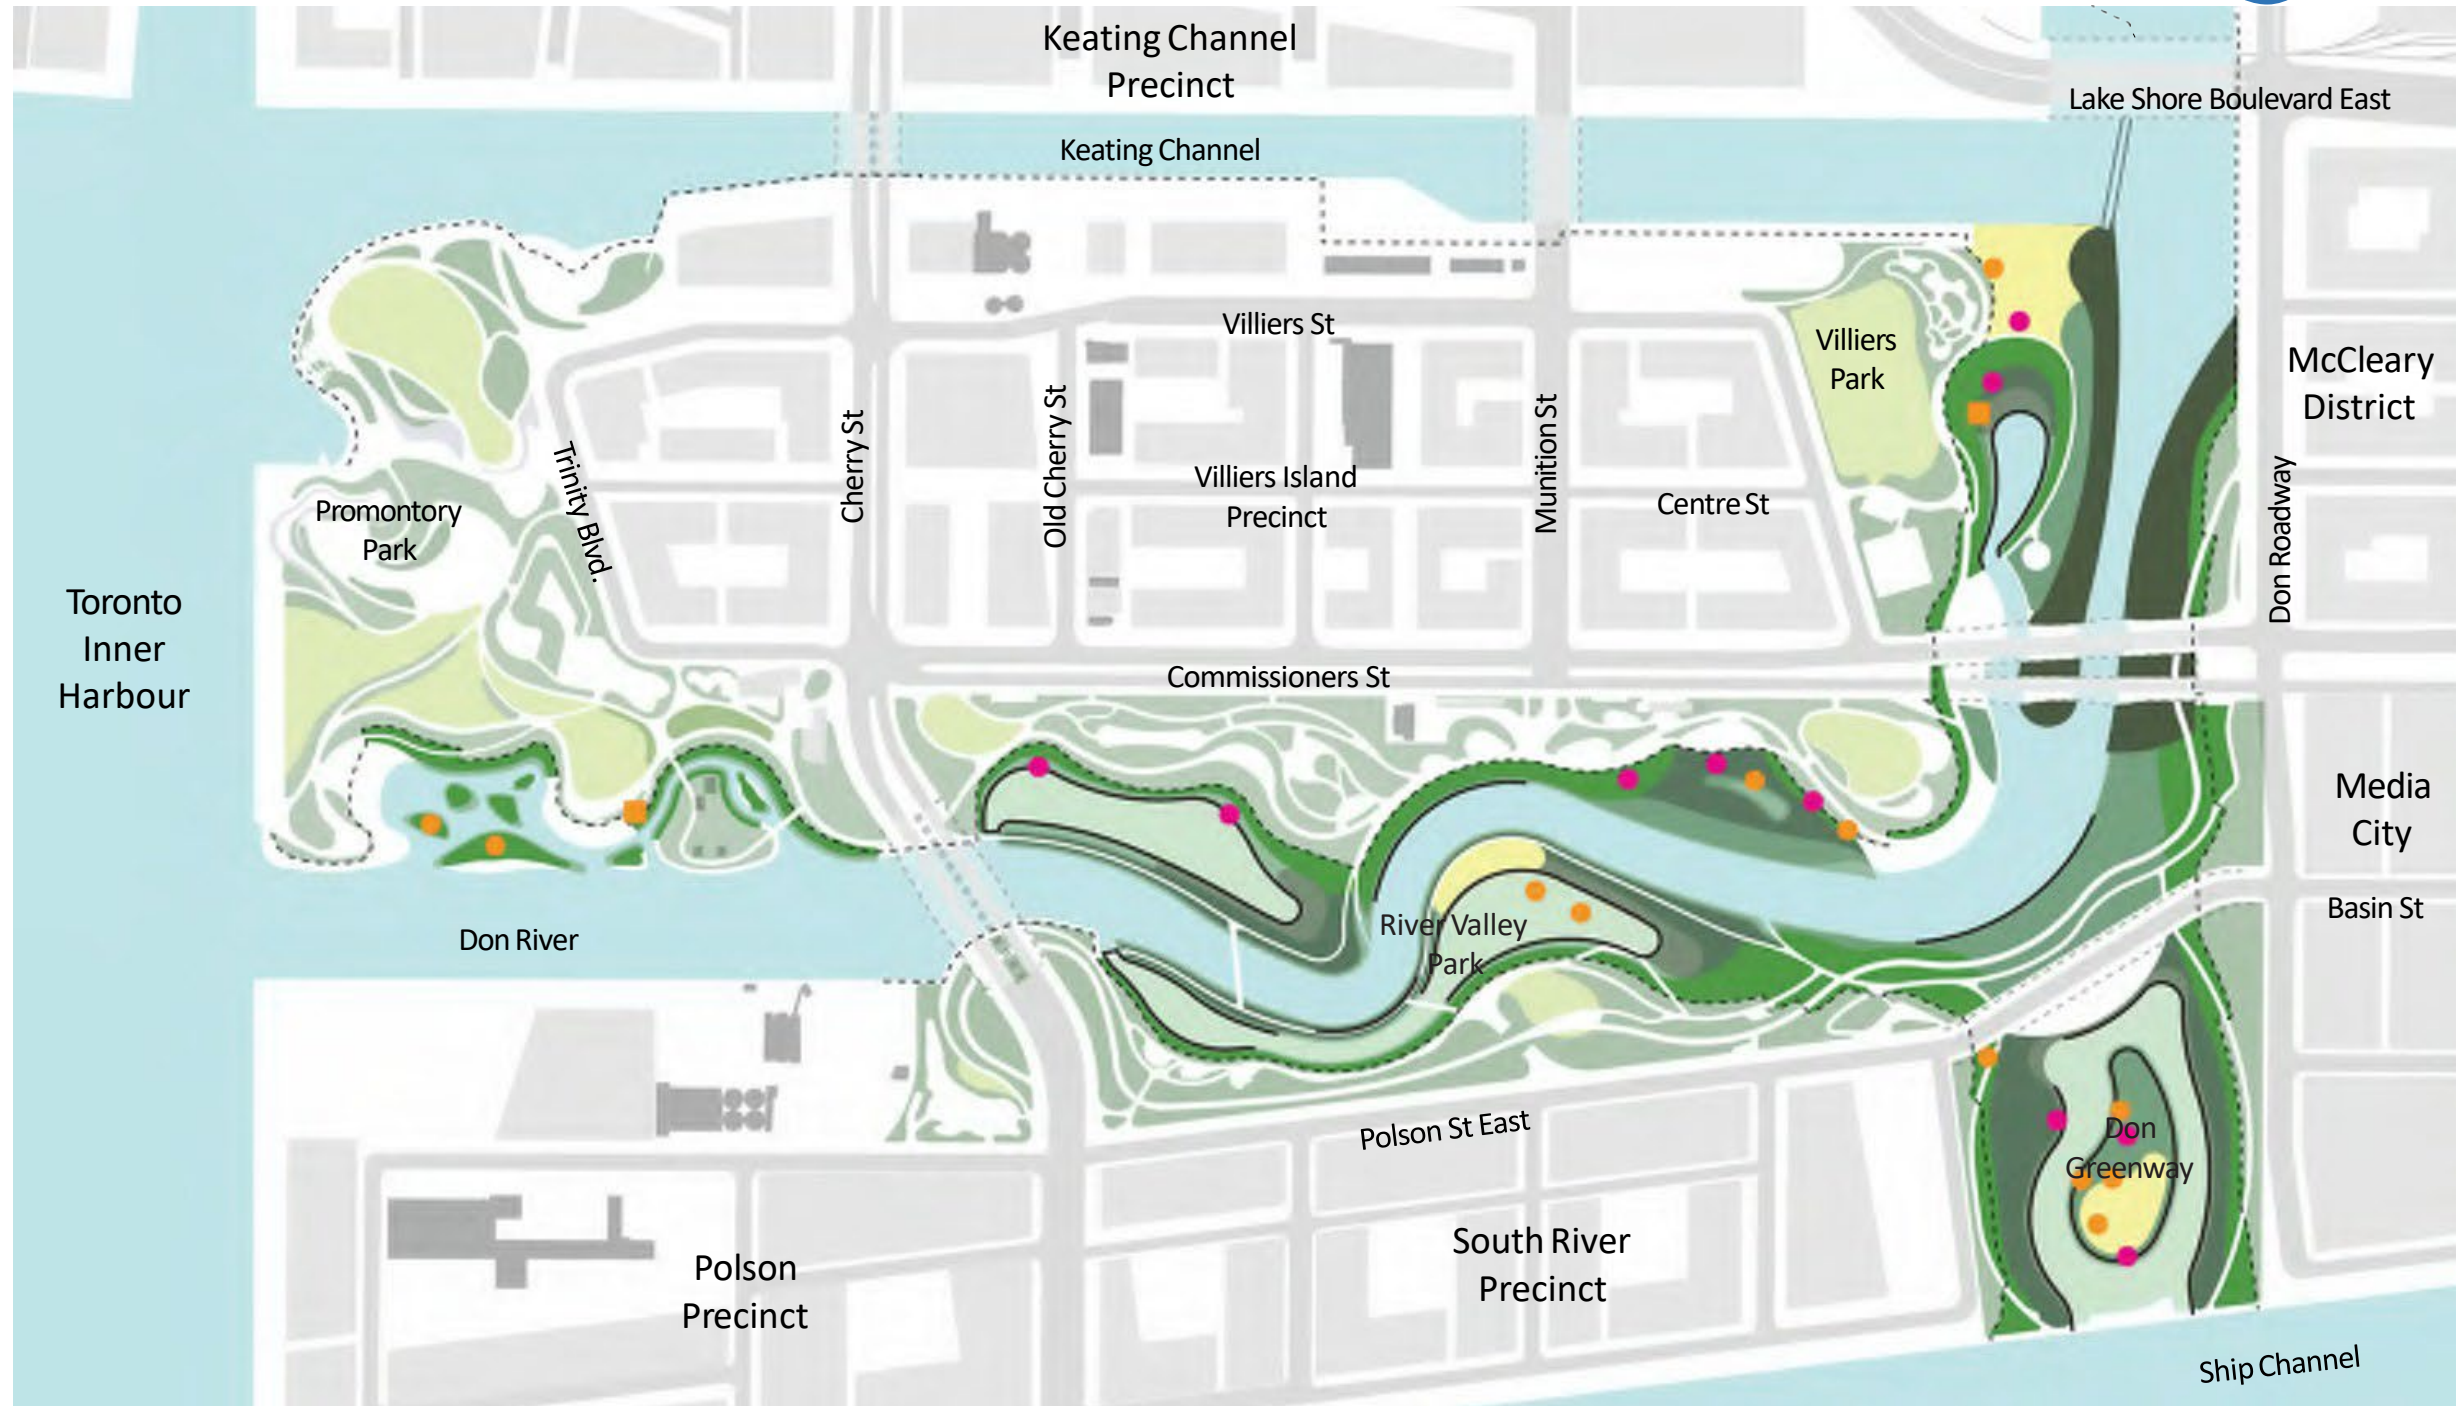 Keating Channel
Precinct
Lake Shore Boulevard East
Keating Channel
Villiers St
Villiers
Park
McCleary
District
Cherry St
Old Cherry St
Munition St
Trinity Blvd.
Villiers Island
Precinct
Centre St
Don Roadway
Promontory
Park
Toronto
Inner
Harbour
Commissioners St
Media
City
Basin St
River Valley
Park
Don River
Polson St East
Don
Greenway
Polson
Precinct
South River
Precinct
Ship Channel